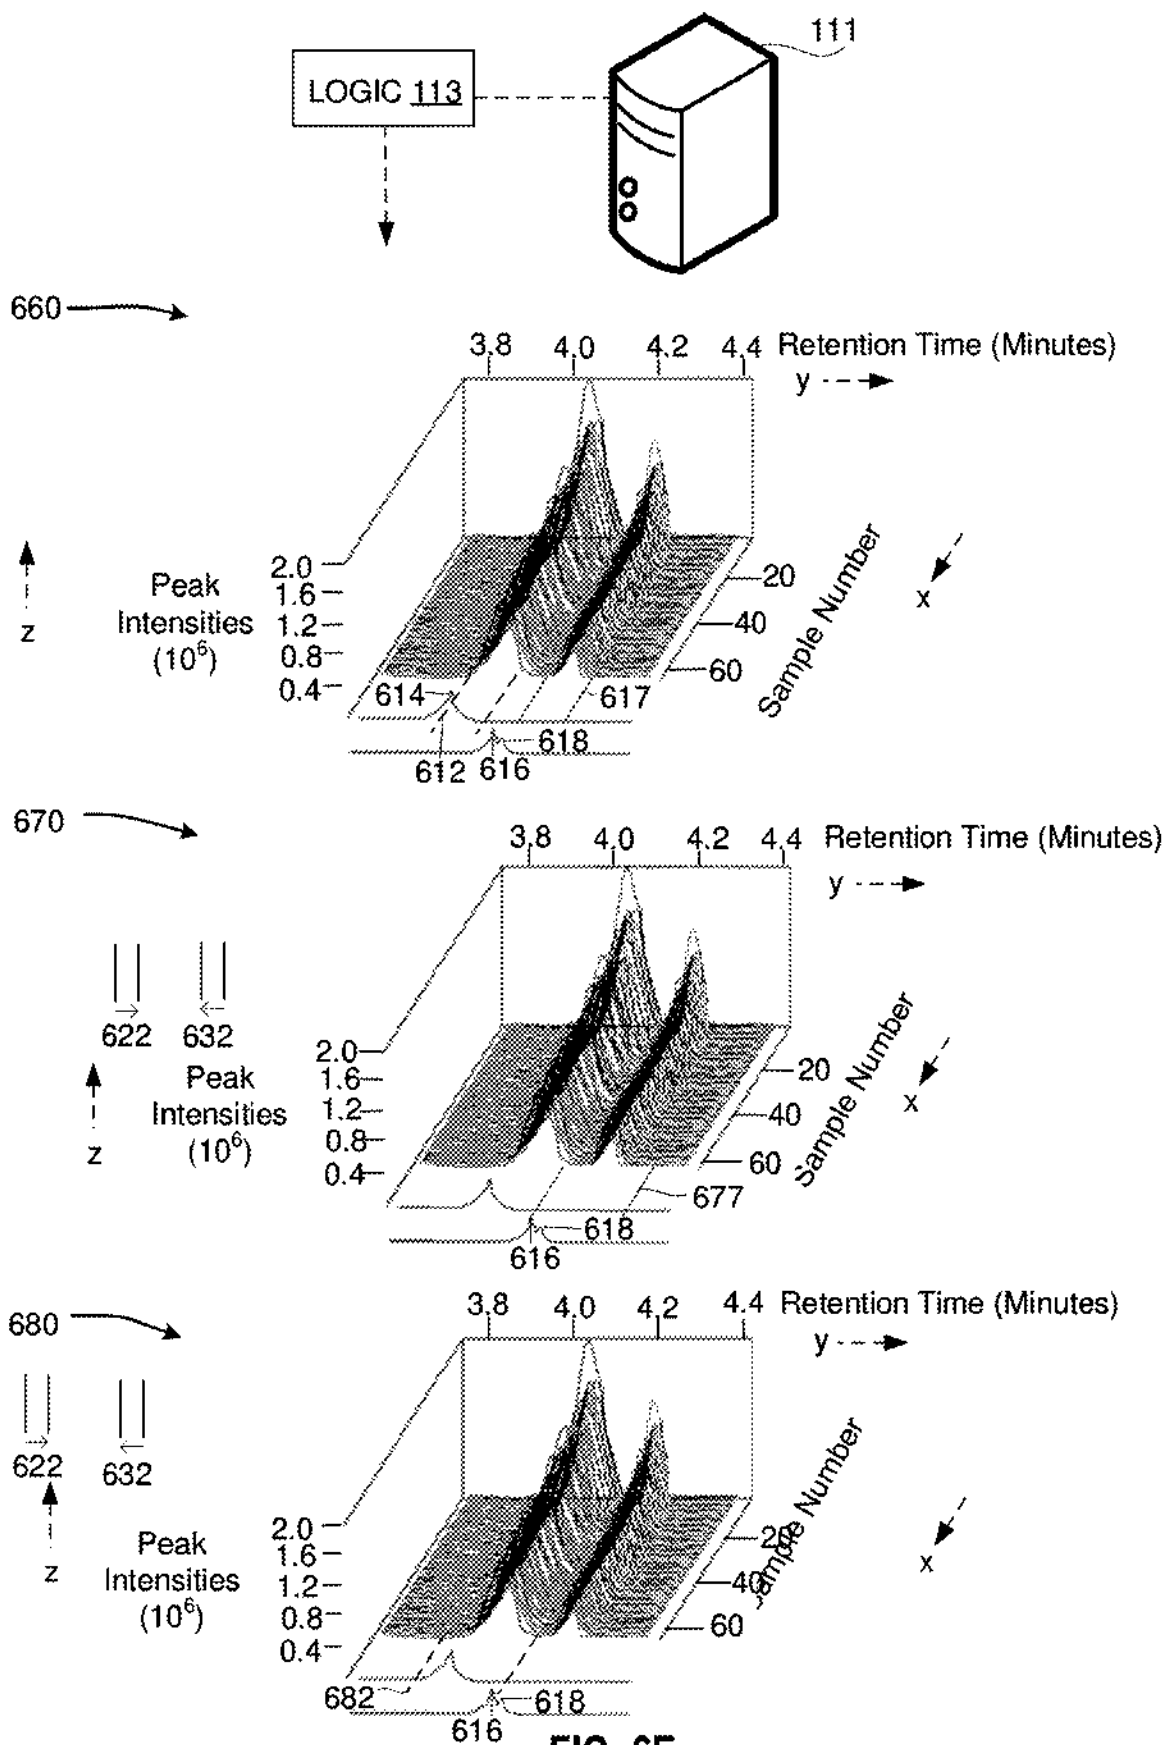 111
LOGIC 113
660
3.8 4.0 4.2 4.4 Retention Time (Minutes)
y
2.0
1.6
1.2
0.8
0.4
Peak
Intensities
(10⁶)
z
20
40
60
Sample Number
x
614
617
618
612 616
670
3.8 4.0 4.2 4.4 Retention Time (Minutes)
y
622 632
2.0
1.6
1.2
0.8
0.4
Peak
Intensities
(10⁶)
z
20
40
60
Sample Number
x
677
618
616
680
3.8 4.0 4.2 4.4 Retention Time (Minutes)
y
622 632
2.0
1.6
1.2
0.8
0.4
Peak
Intensities
(10⁶)
z
20
40
60
Sample Number
x
682
618
616